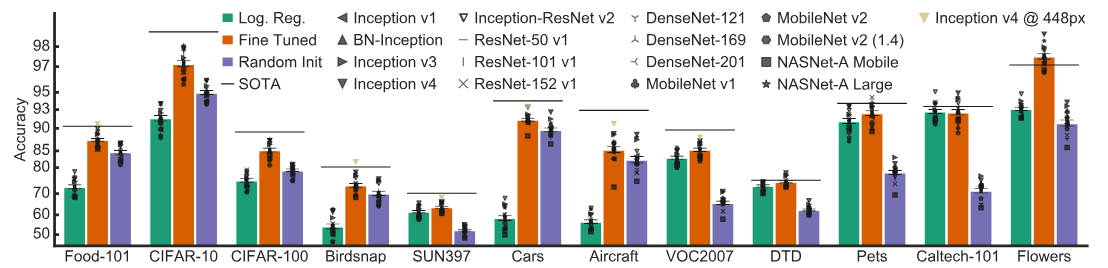 Log. Reg. Inception v1 Inception-ResNet v2 DenseNet-121 MobileNet v2 Inception v4 @ 448px
Fine Tuned BN-Inception ResNet-50 v1 DenseNet-169 MobileNet v2 (1.4)
Random Init Inception v3 ResNet-101 v1 DenseNet-201 NASNet-A Mobile
SOTA Inception v4 ResNet-152 v1 MobileNet v1 NASNet-A Large
Accuracy
98
97
95
93
90
85
80
70
60
50
Food-101 CIFAR-10 CIFAR-100 Birdsnap SUN397 Cars Aircraft VOC2007 DTD Pets Caltech-101 Flowers